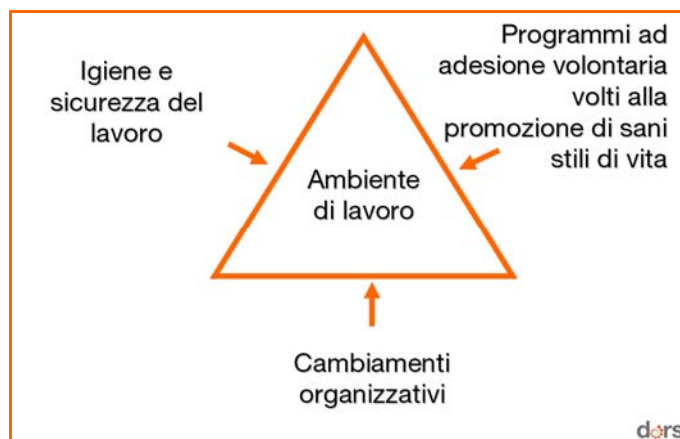 Igiene e
sicurezza del
lavoro
Programmi ad
adesione volontaria
volti alla
promozione di sani
stili di vita
Ambiente
di lavoro
Cambiamenti
organizzativi
dors